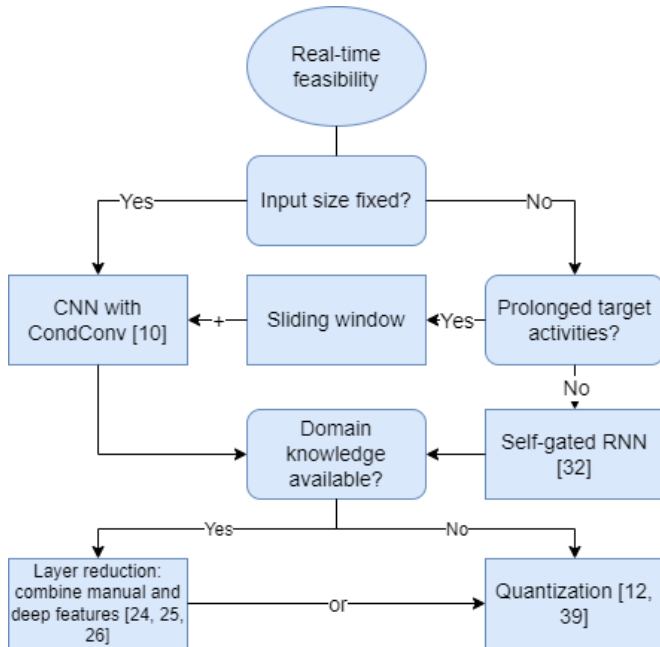 Real-time
feasibility
Input size fixed?
Yes
No
CNN with
CondConv [10]
+
Sliding window
Yes
Prolonged target
activities?
No
Domain
knowledge
available?
Self-gated RNN
[32]
Yes
No
Layer reduction:
combine manual and
deep features [24, 25,
26]
or
Quantization [12,
39]